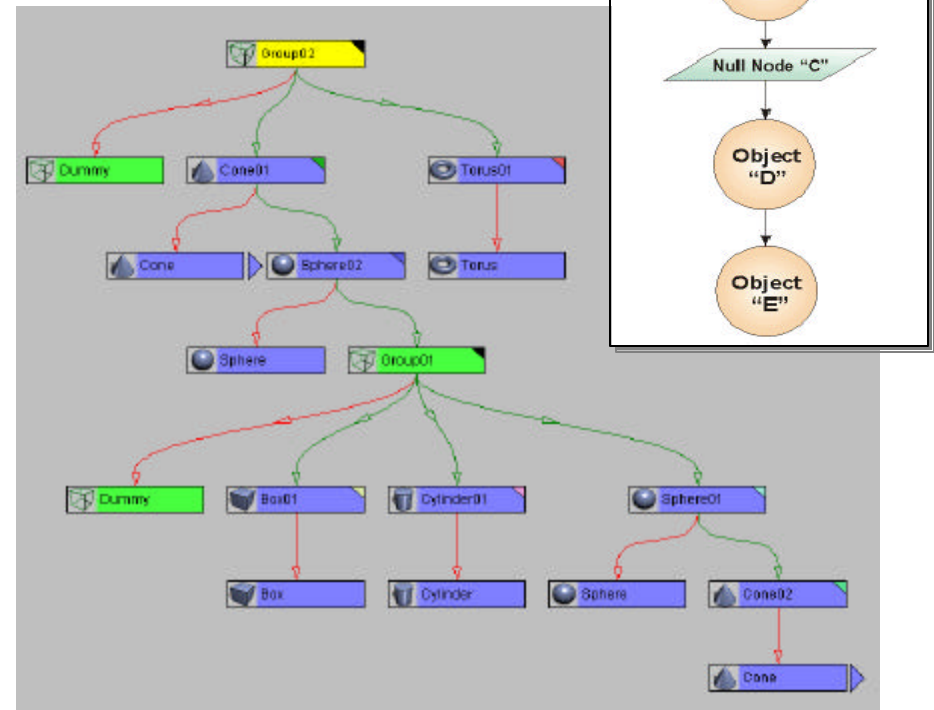 Group02
Dummy
Cone01
Torus01
Cone
Sphere02
Torus
Sphere
Group01
Dummy
Box01
Cylinder01
Sphere01
Box
Cylinder
Sphere
Cone02
Cone
Null Node “C”
Object
“D”
Object
“E”